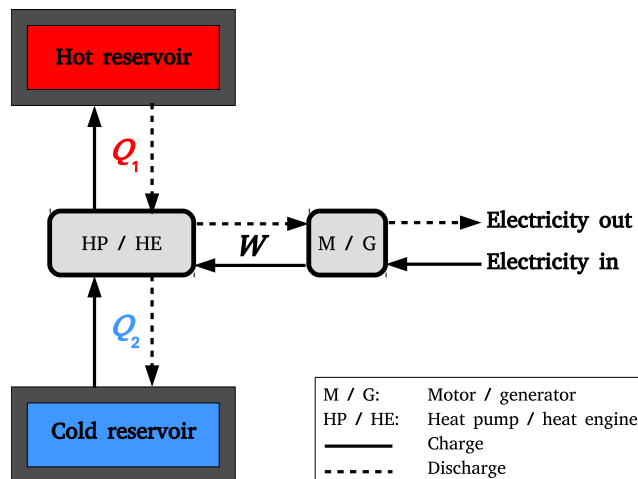 Hot reservoir
Q1
HP / HE
W
M / G
Electricity out
Electricity in
Q2
Cold reservoir
M / G: Motor / generator
HP / HE: Heat pump / heat engine
Charge
Discharge